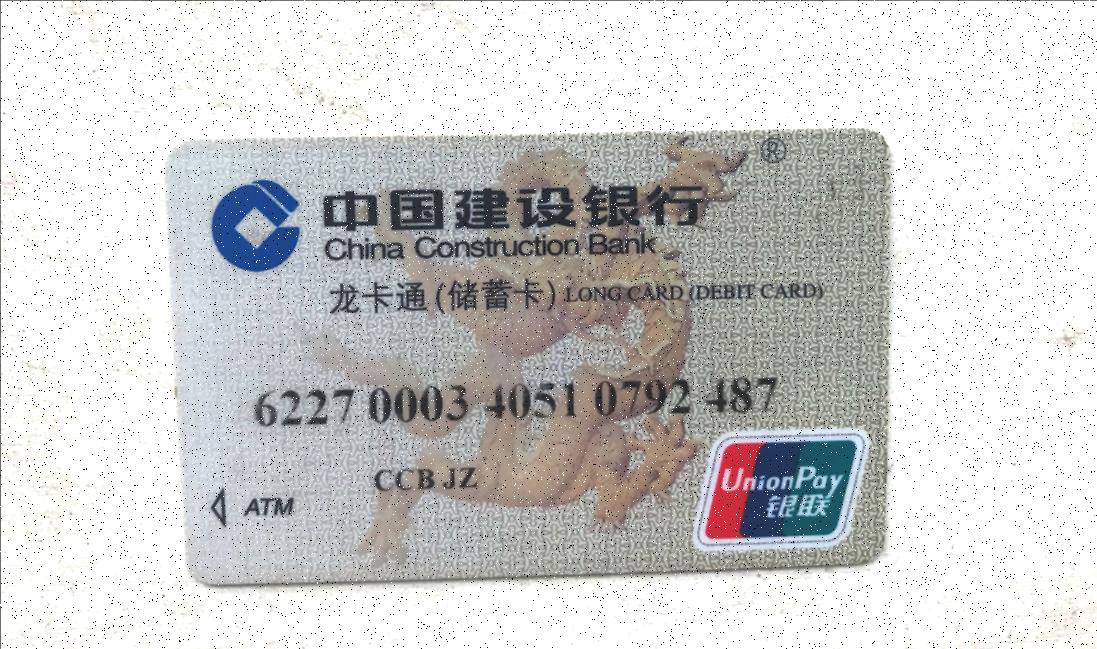 ®
中国建设银行
China Construction Bank
龙卡通(储蓄卡)LONG CARD (DEBIT CARD)
6227 0003 4051 0792 487
CCB JZ
ATM
UnionPay
银联